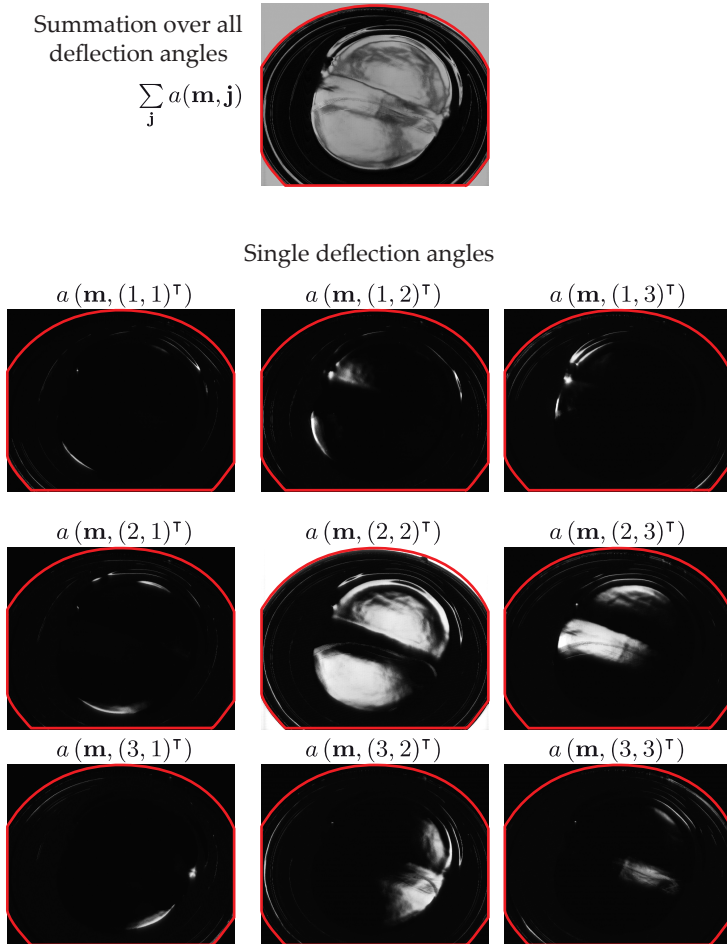 Summation over all
deflection angles
∑ a(m, j)
j
Single deflection angles
a (m, (1, 1)ᵀ)
a (m, (1, 2)ᵀ)
a (m, (1, 3)ᵀ)
a (m, (2, 1)ᵀ)
a (m, (2, 2)ᵀ)
a (m, (2, 3)ᵀ)
a (m, (3, 1)ᵀ)
a (m, (3, 2)ᵀ)
a (m, (3, 3)ᵀ)